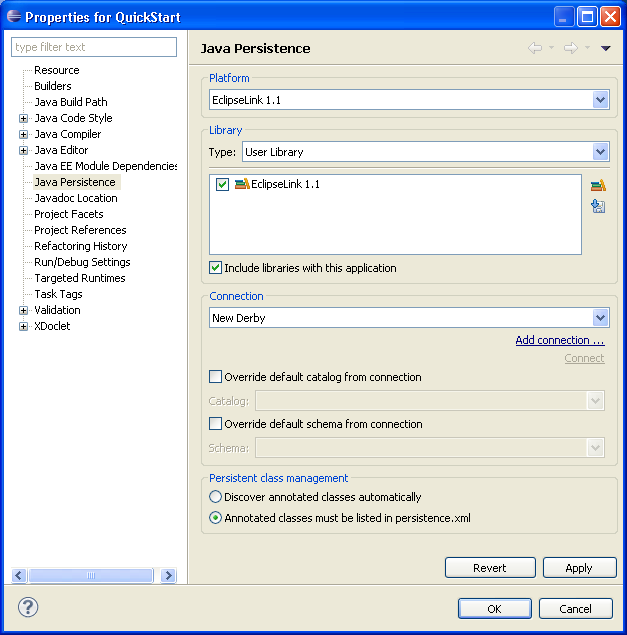 Properties for QuickStart
type filter text
Resource
Builders
Java Build Path
Java Code Style
Java Compiler
Java Editor
Java EE Module Dependencies
Java Persistence
Javadoc Location
Project Facets
Project References
Refactoring History
Run/Debug Settings
Targeted Runtimes
Task Tags
Validation
XDoclet
Java Persistence
Platform
EclipseLink 1.1
Library
Type: User Library
EclipseLink 1.1
Include libraries with this application
Connection
New Derby
Add connection ...
Connect
Override default catalog from connection
Catalog:
Override default schema from connection
Schema:
Persistent class management
Discover annotated classes automatically
Annotated classes must be listed in persistence.xml
Revert Apply
? OK Cancel